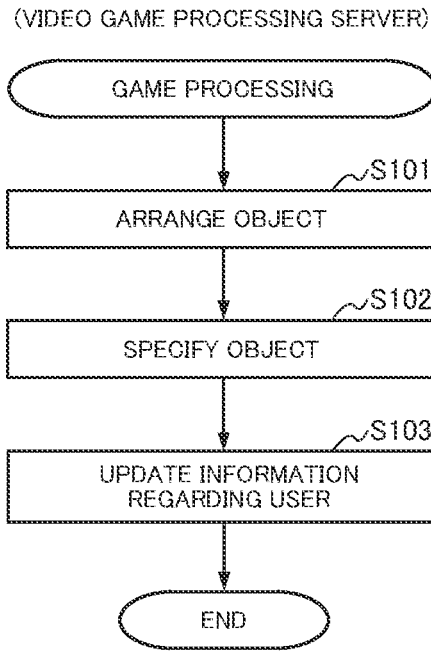 (VIDEO GAME PROCESSING SERVER)
GAME PROCESSING
S101
ARRANGE OBJECT
S102
SPECIFY OBJECT
S103
UPDATE INFORMATION
REGARDING USER
END